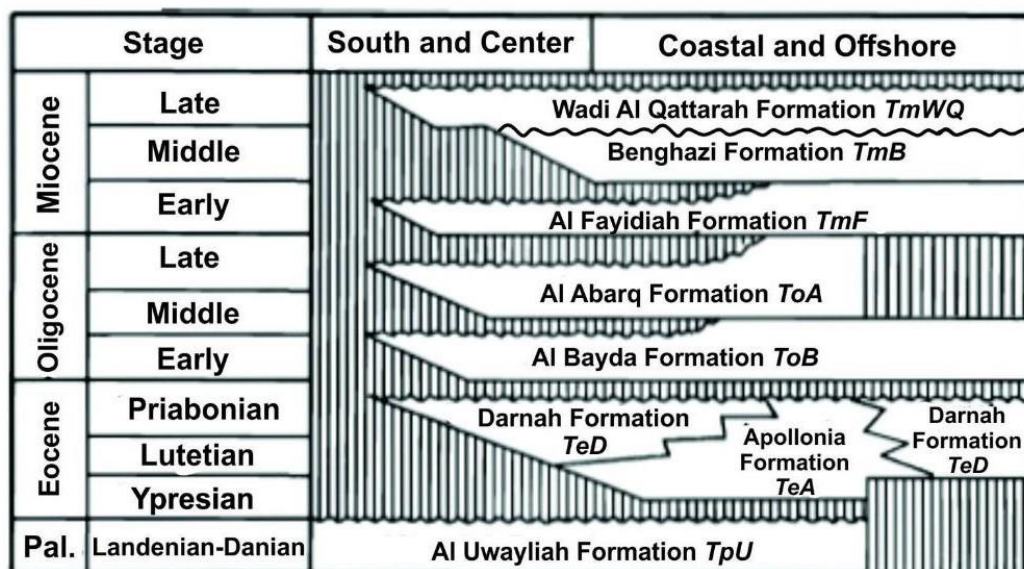 Stage
South and Center
Coastal and Offshore
Miocene
Late
Middle
Early
Wadi Al Qattarah Formation TmWQ
Benghazi Formation TmB
Al Fayidiah Formation TmF
Oligocene
Late
Middle
Early
Al Abarq Formation ToA
Al Bayda Formation ToB
Eocene
Priabonian
Lutetian
Ypresian
Darnah Formation
TeD
Apollonia
Formation
TeA
Darnah
Formation
TeD
Pal.
Landenian-Danian
Al Uwayliah Formation TpU